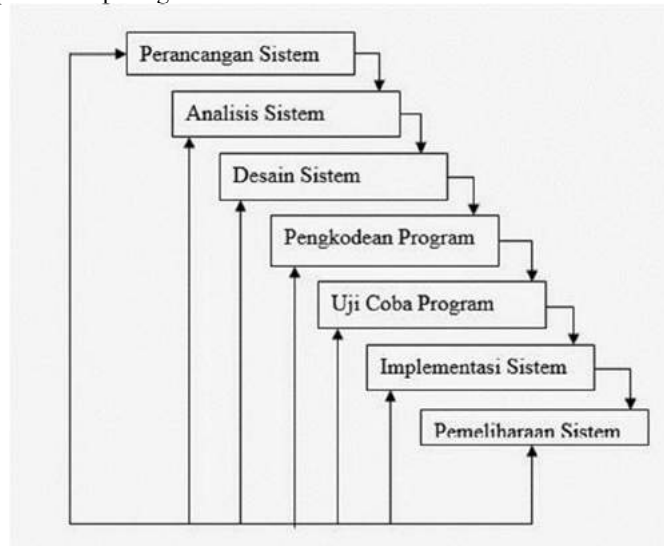 Perancangan Sistem
Analisis Sistem
Desain Sistem
Pengkodean Program
Uji Coba Program
Implementasi Sistem
Pemeliharaan Sistem